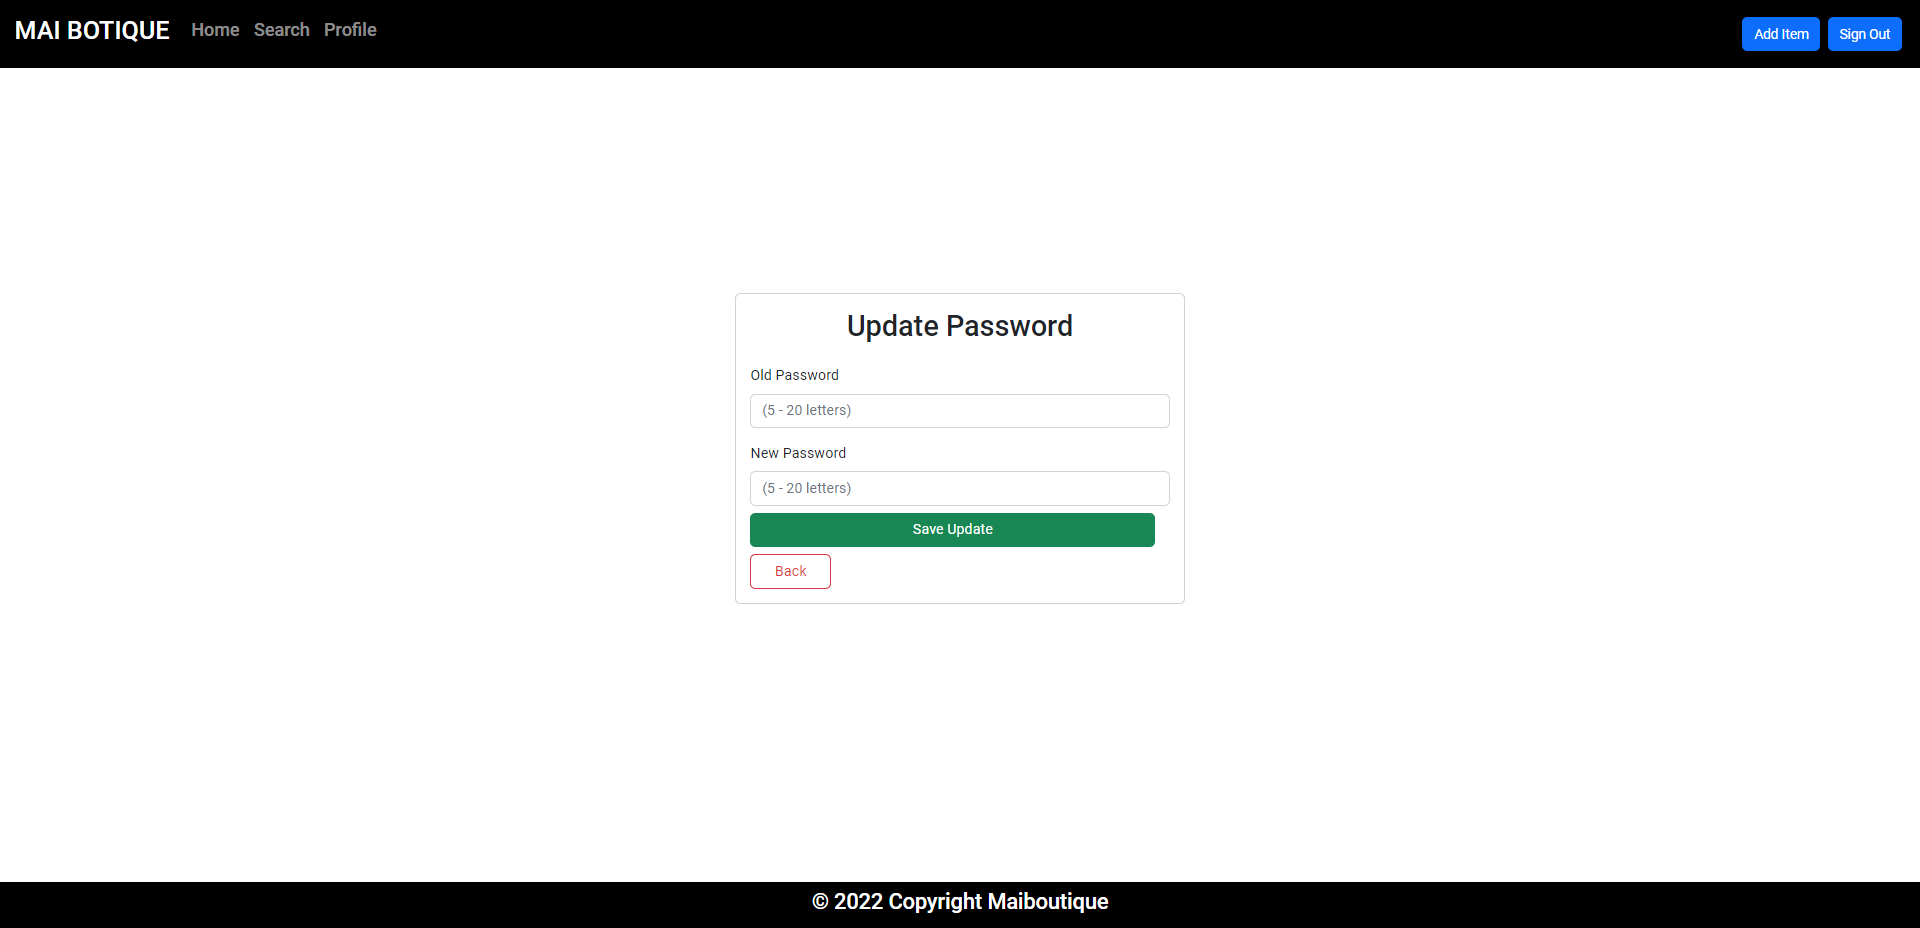 MAI BOTIQUE Home Search Profile Add Item Sign Out
Update Password
Old Password
(5 - 20 letters)
New Password
(5 - 20 letters)
Save Update
Back
© 2022 Copyright Maiboutique